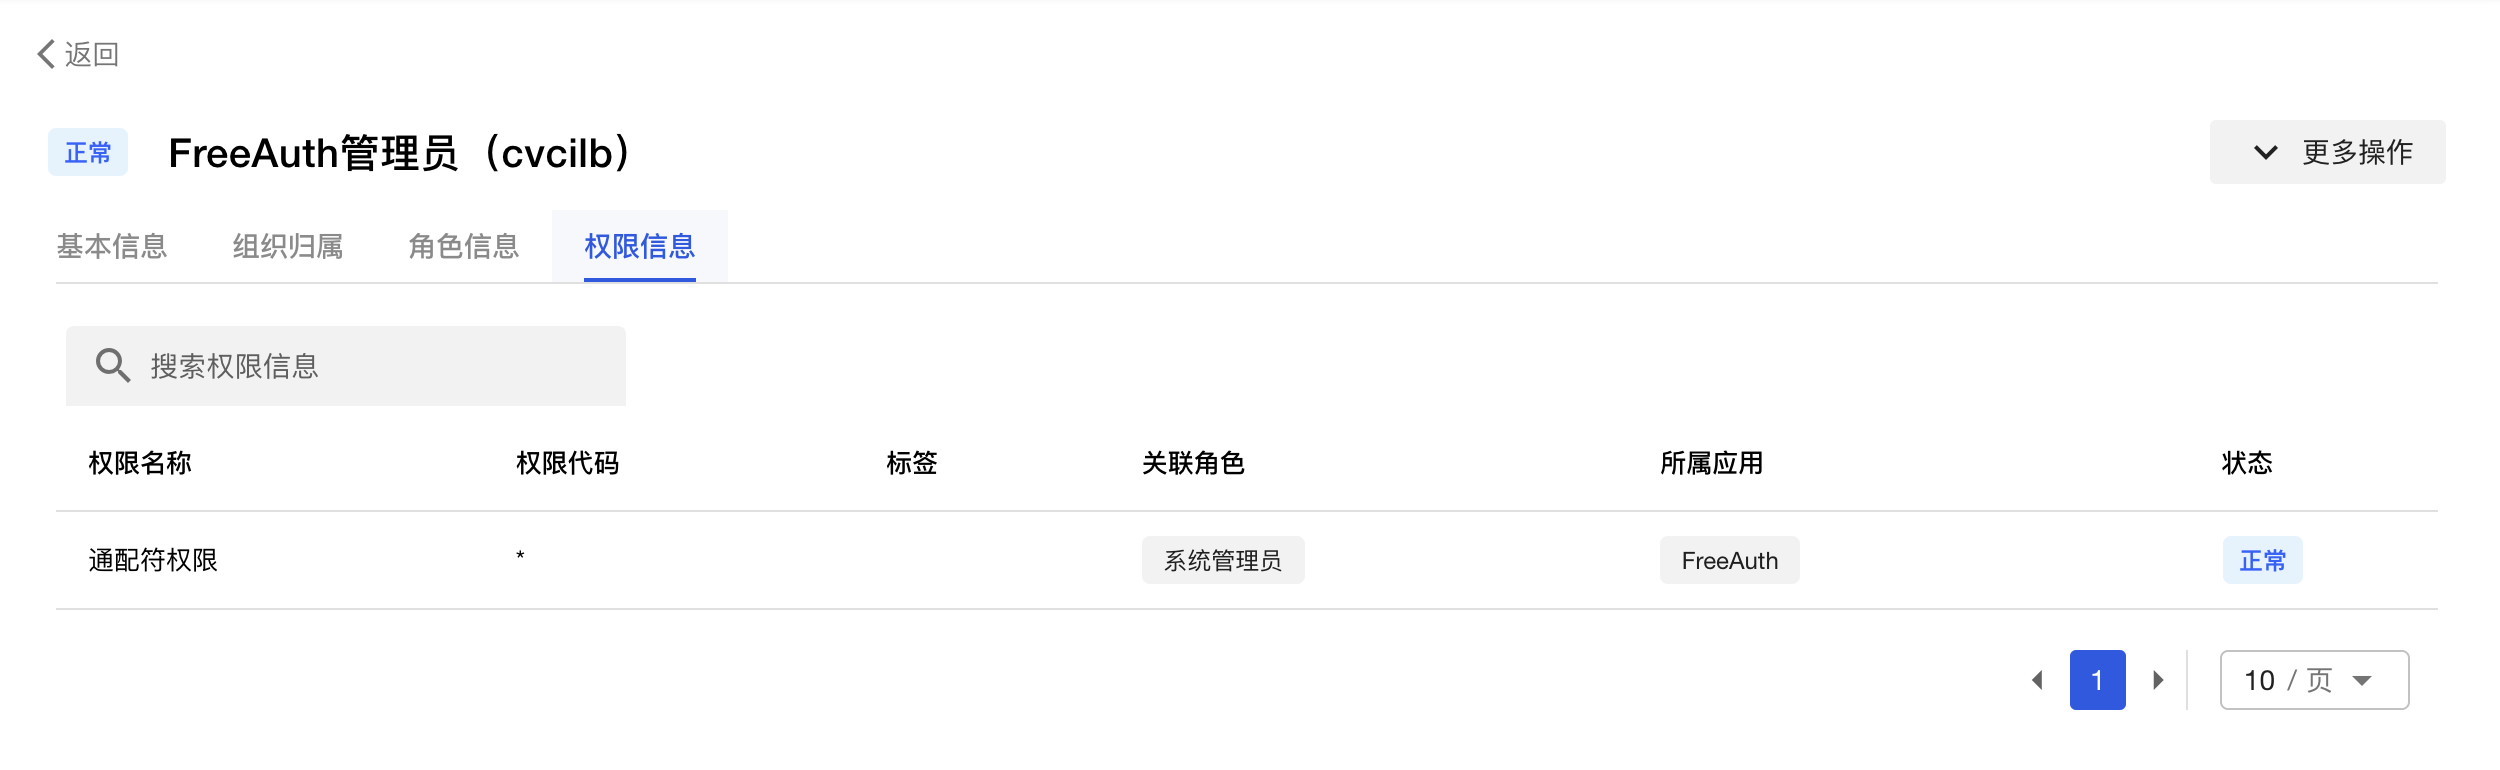 返回
正常 FreeAuth管理员（cvcilb） 更多操作
基本信息 组织归属 角色信息 权限信息
搜索权限信息
权限名称 权限代码 标签 关联角色 所属应用 状态
通配符权限 * 系统管理员 FreeAuth 正常
1 10 / 页